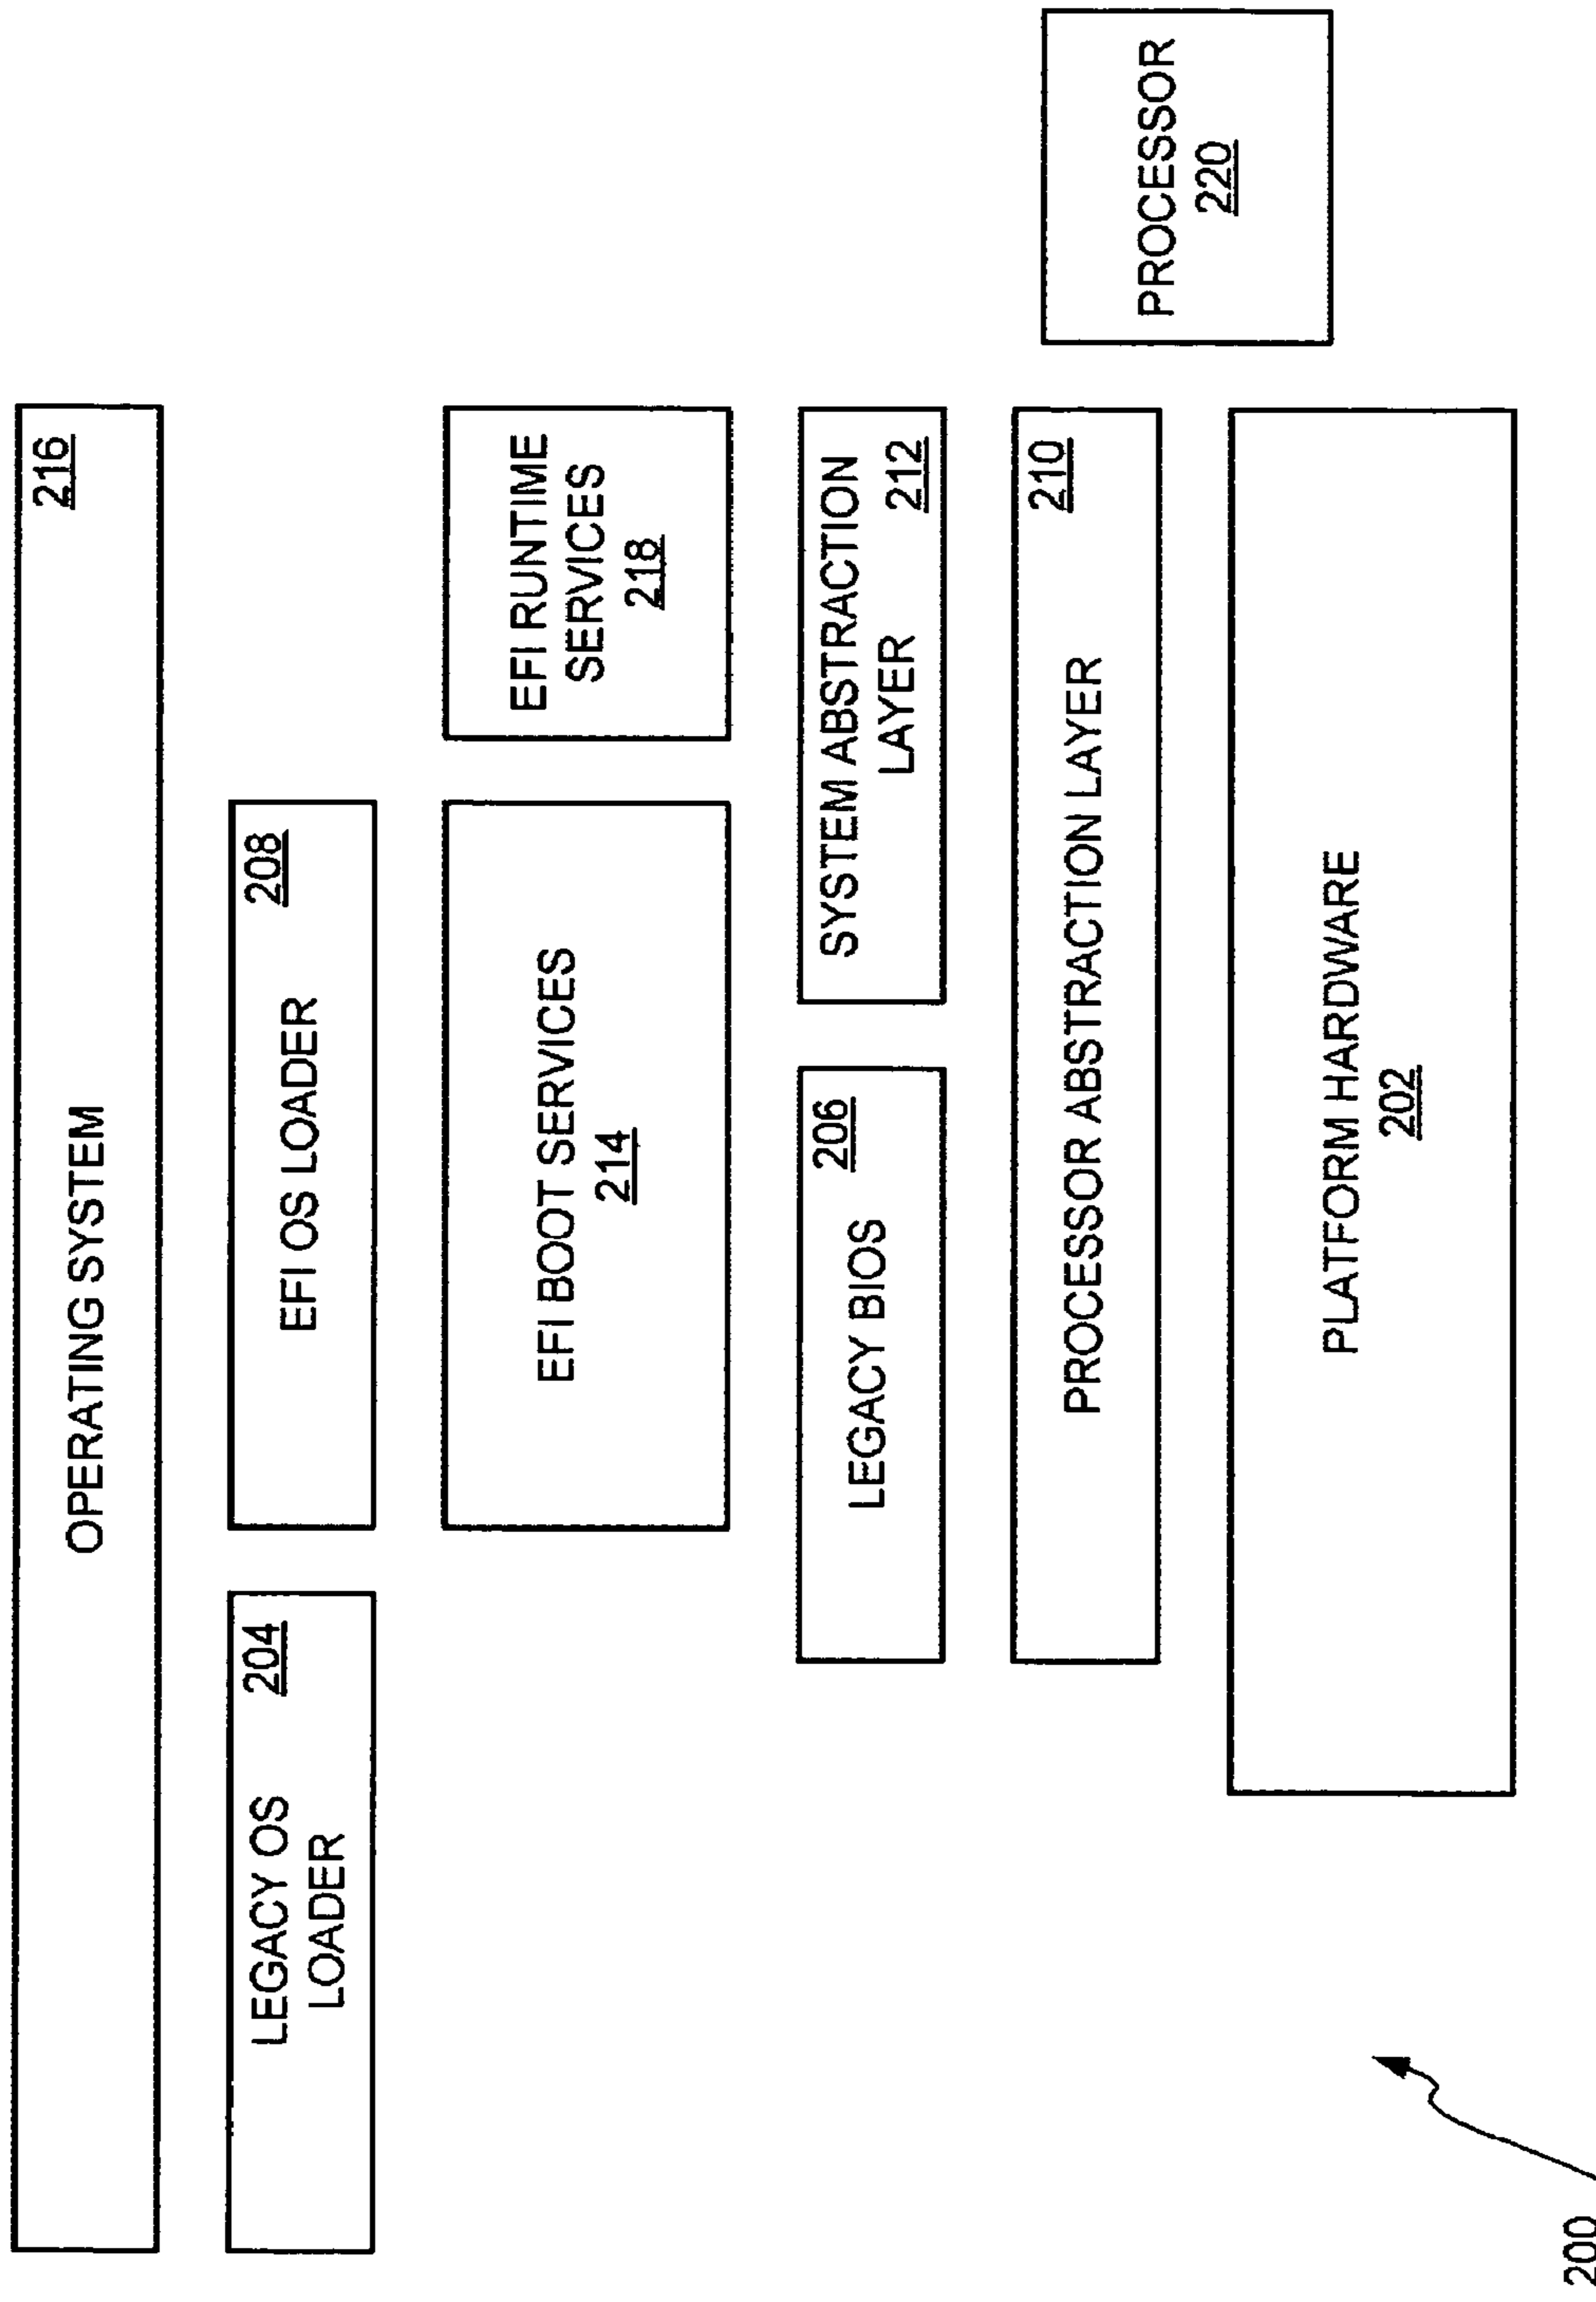 OPERATING SYSTEM
216
LEGACY OS
LOADER
204
EFI OS LOADER
208
EFI BOOT SERVICES
214
EFI RUNTIME
SERVICES
218
LEGACY BIOS
206
SYSTEM ABSTRACTION
LAYER
212
PROCESSOR ABSTRACTION LAYER
210
PLATFORM HARDWARE
202
PROCESSOR
220
200